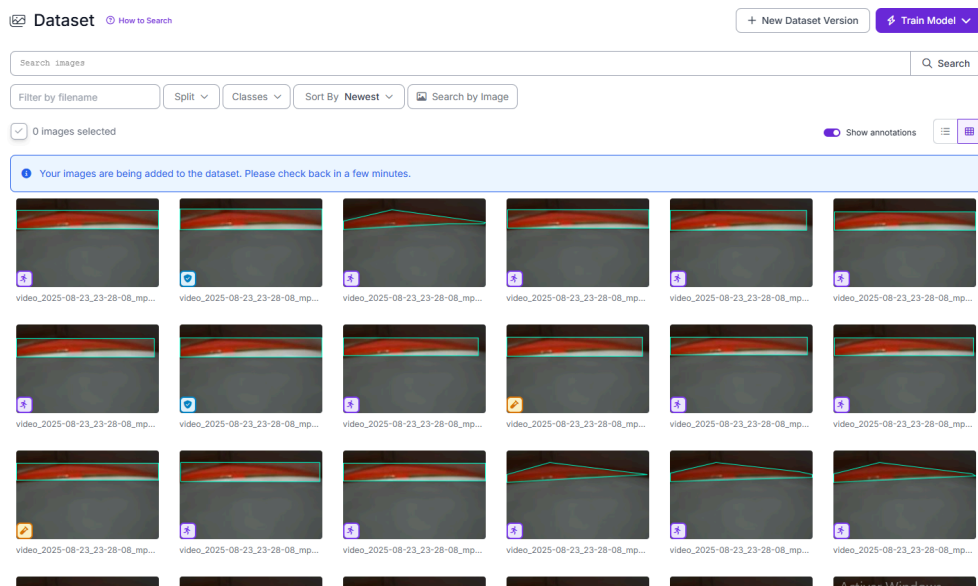 Dataset How to Search + New Dataset Version Train Model
Search images Search
Filter by filename Split Classes Sort By Newest Search by Image
0 images selected Show annotations
Your images are being added to the dataset. Please check back in a few minutes.
video_2025-08-23_23-28-08_mp... video_2025-08-23_23-28-08_mp... video_2025-08-23_23-28-08_mp... video_2025-08-23_23-28-08_mp... video_2025-08-23_23-28-08_mp... video_2025-08-23_23-28-08_mp...
video_2025-08-23_23-28-08_mp... video_2025-08-23_23-28-08_mp... video_2025-08-23_23-28-08_mp... video_2025-08-23_23-28-08_mp... video_2025-08-23_23-28-08_mp... video_2025-08-23_23-28-08_mp...
video_2025-08-23_23-28-08_mp... video_2025-08-23_23-28-08_mp... video_2025-08-23_23-28-08_mp... video_2025-08-23_23-28-08_mp... video_2025-08-23_23-28-08_mp... video_2025-08-23_23-28-08_mp...
Activer Windows